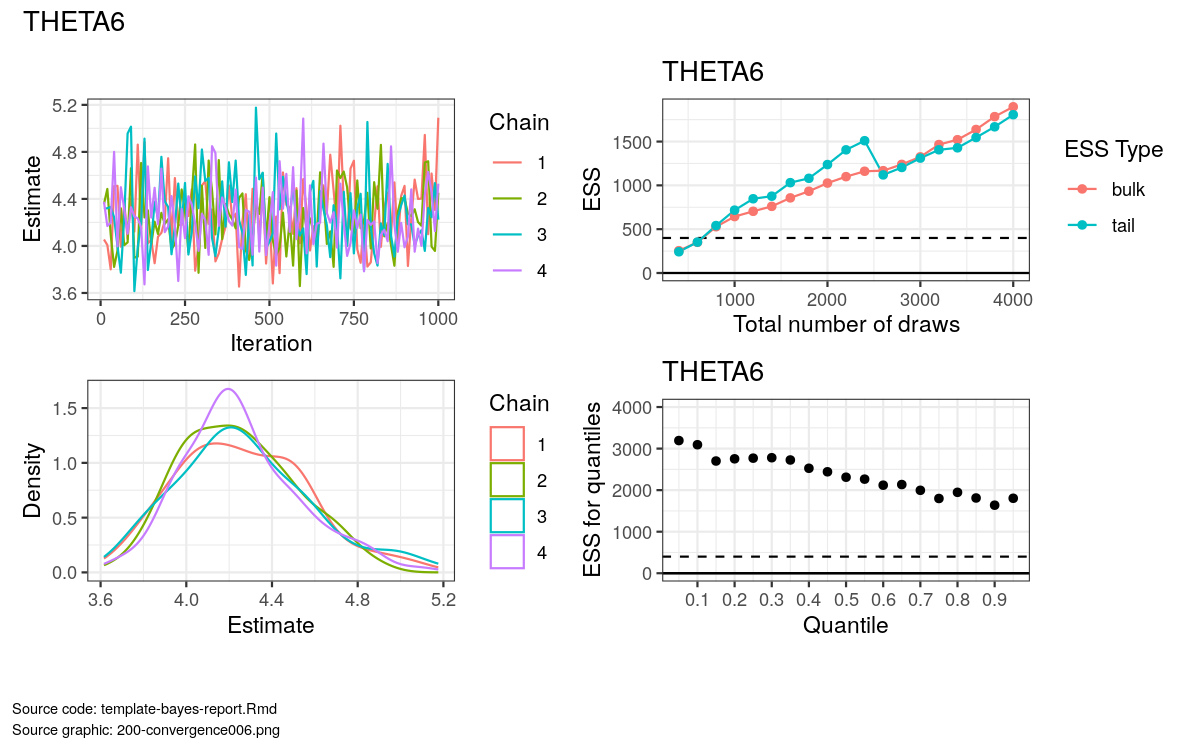 THETA6
5.2
4.8
4.4
4.0
3.6
Estimate
0 250 500 750 1000
Iteration
Chain
1
2
3
4
THETA6
1500
1000
500
0
ESS
1000 2000 3000 4000
Total number of draws
ESS Type
bulk
tail
1.5
1.0
0.5
0.0
Density
3.6 4.0 4.4 4.8 5.2
Estimate
Chain
1
2
3
4
THETA6
4000
3000
2000
1000
0
ESS for quantiles
0.1 0.2 0.3 0.4 0.5 0.6 0.7 0.8 0.9
Quantile
Source code: template-bayes-report.Rmd
Source graphic: 200-convergence006.png